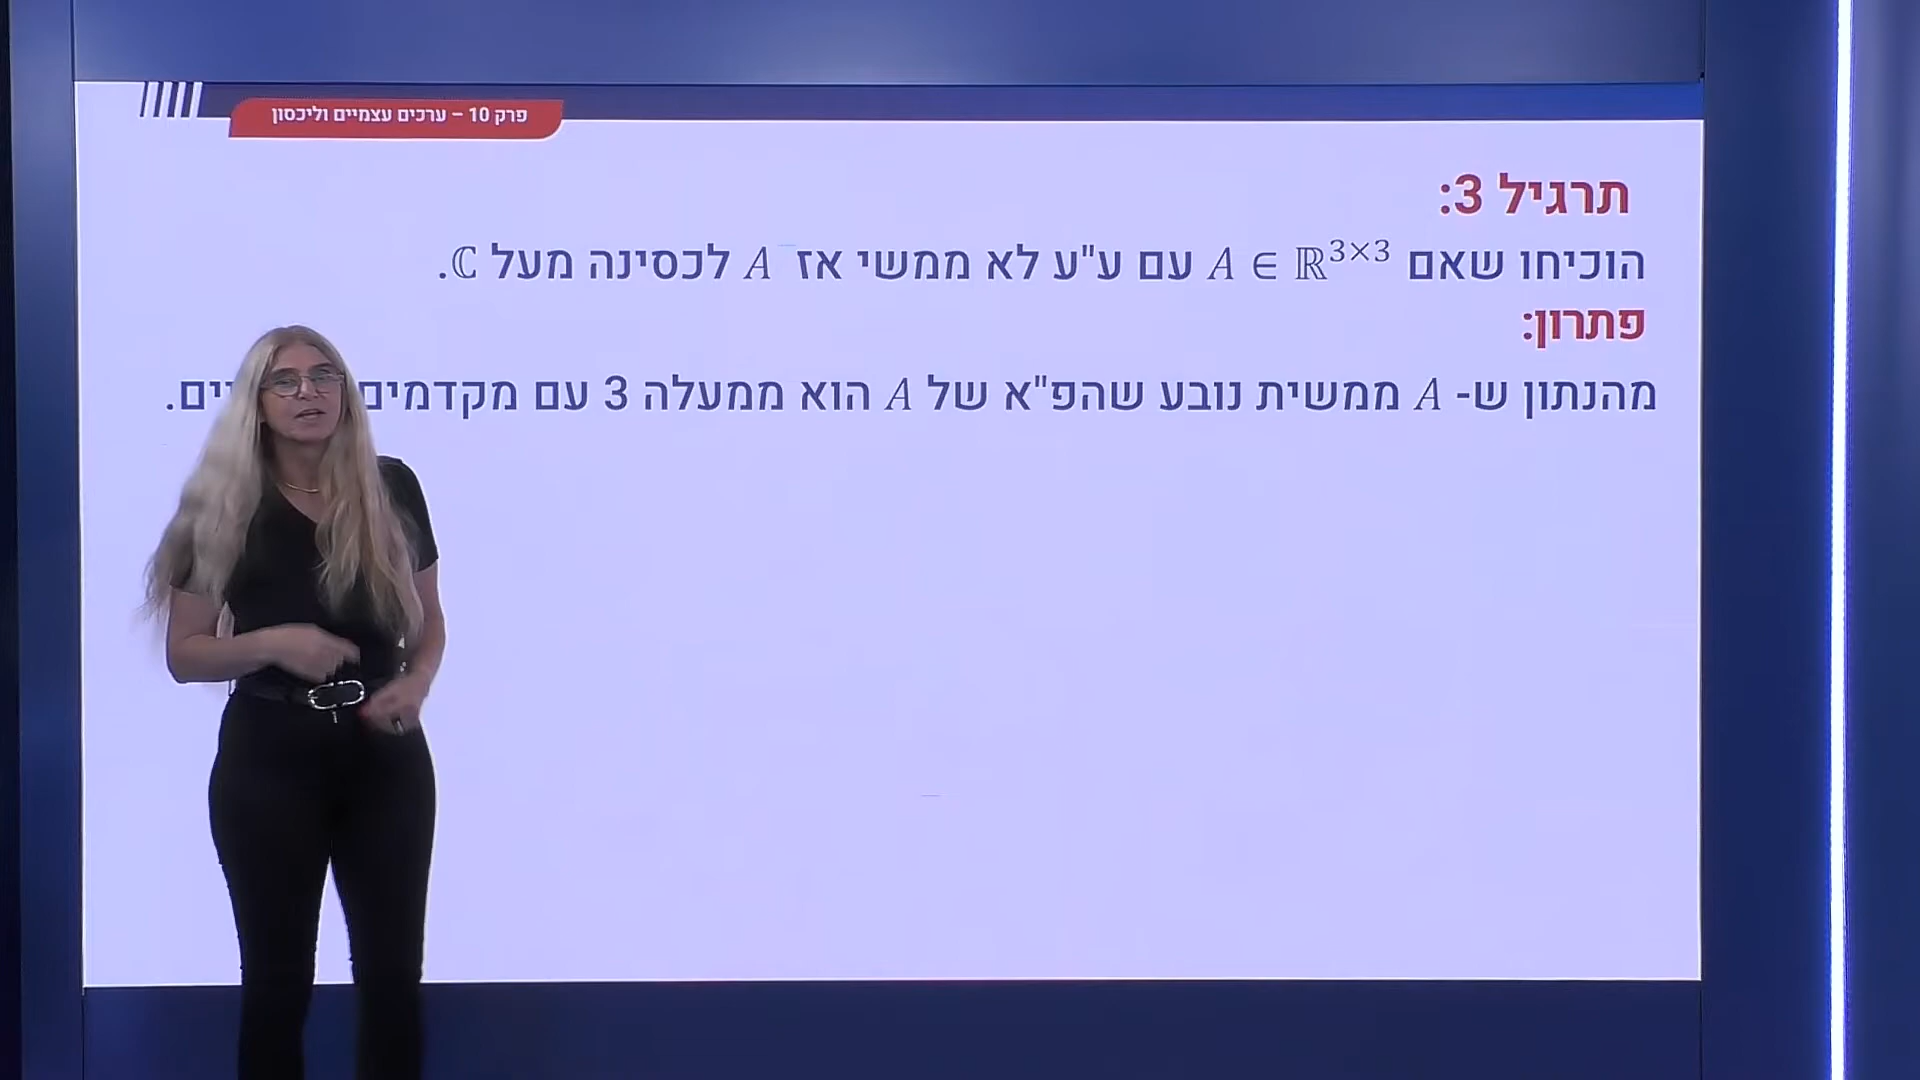 פרק 10 – ערכים עצמיים וליכסון
תרגיל 3:
הוכיחו שאם A ∈ ℝ^{3×3} עם ע"ע לא ממשי אז A לכסינה מעל ℂ.
פתרון:
מהנתון ש- A ממשית נובע שהפ"א של A הוא ממעלה 3 עם מקדמים